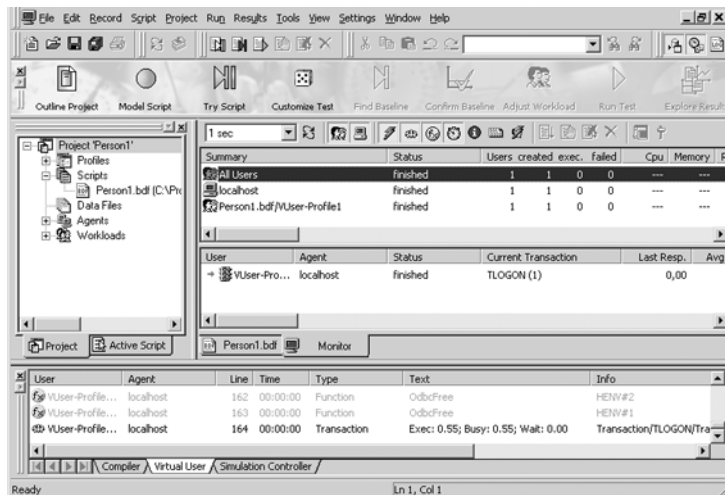 File Edit Record Script Project Run Results Tools View Settings Window Help
Outline Project Model Script Try Script Customize Test Find Baseline Confirm Baseline Adjust Workload Run Test Explore Results
Project 'Person1'
Profiles
Scripts
Person1.bdf (C:\Pro
Data Files
Agents
Workloads
Project Active Script
1 sec
Summary Status Users created exec. failed Cpu Memory
All Users finished 1 1 0 0 --- ---
localhost finished 1 1 0 0 --- ---
Person1.bdf/VUser-Profile1 finished 1 1 0 0 --- ---
User Agent Status Current Transaction Last Resp. Avg
VUser-Pro... localhost finished TLOGON (1) 0,00
Person1.bdf Monitor
User Agent Line Time Type Text Info
VUser-Profile... localhost 162 00:00:00 Function OdbcFree HENV#2
VUser-Profile... localhost 163 00:00:00 Function OdbcFree HENV#1
VUser-Profile... localhost 164 00:00:00 Transaction Exec: 0.55; Busy: 0.55; Wait: 0.00 Transaction/TLOGON/Tra
Compiler Virtual User Simulation Controller
Ready Ln 1, Col 1